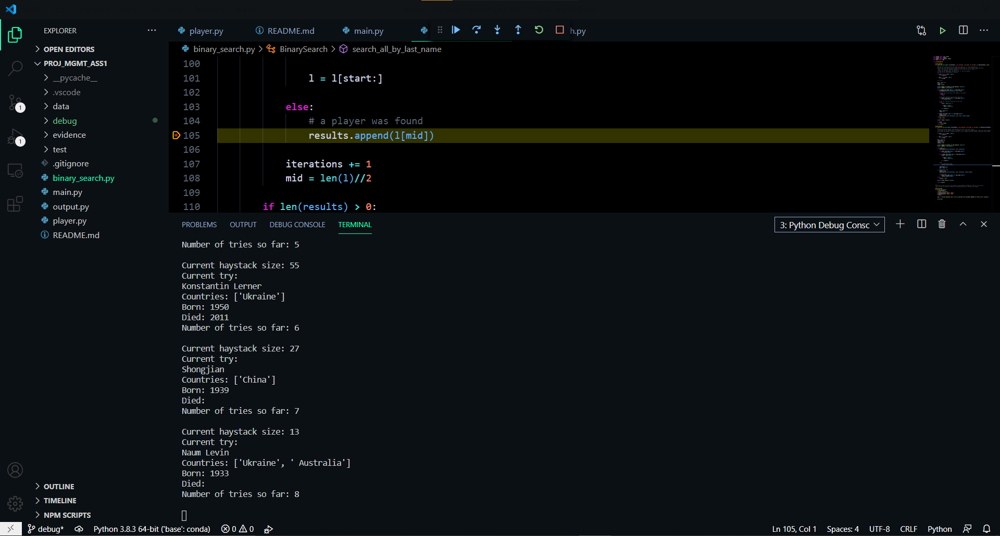 EXPLORER
player.py
README.md
main.py
h.py
OPEN EDITORS
PROJ_MGMT_ASS1
__pycache__
.vscode
data
debug
evidence
test
.gitignore
binary_search.py
main.py
output.py
player.py
README.md
OUTLINE
TIMELINE
NPM SCRIPTS
1
1
binary_search.py > BinarySearch > search_all_by_last_name
100
101 l = l[start:]
102
103 else:
104 # a player was found
105 results.append(l[mid])
106
107 iterations += 1
108 mid = len(l)//2
109
110 if len(results) > 0:
PROBLEMS OUTPUT DEBUG CONSOLE TERMINAL
3: Python Debug Consc
Number of tries so far: 5
Current haystack size: 55
Current try:
Konstantin Lerner
Countries: ['Ukraine']
Born: 1950
Died: 2011
Number of tries so far: 6
Current haystack size: 27
Current try:
Shongjian
Countries: ['China']
Born: 1939
Died:
Number of tries so far: 7
Current haystack size: 13
Current try:
Naum Levin
Countries: ['Ukraine', ' Australia']
Born: 1933
Died:
Number of tries so far: 8
debug* Python 3.8.3 64-bit ('base': conda) 0 0 Ln 105, Col 1 Spaces: 4 UTF-8 CRLF Python